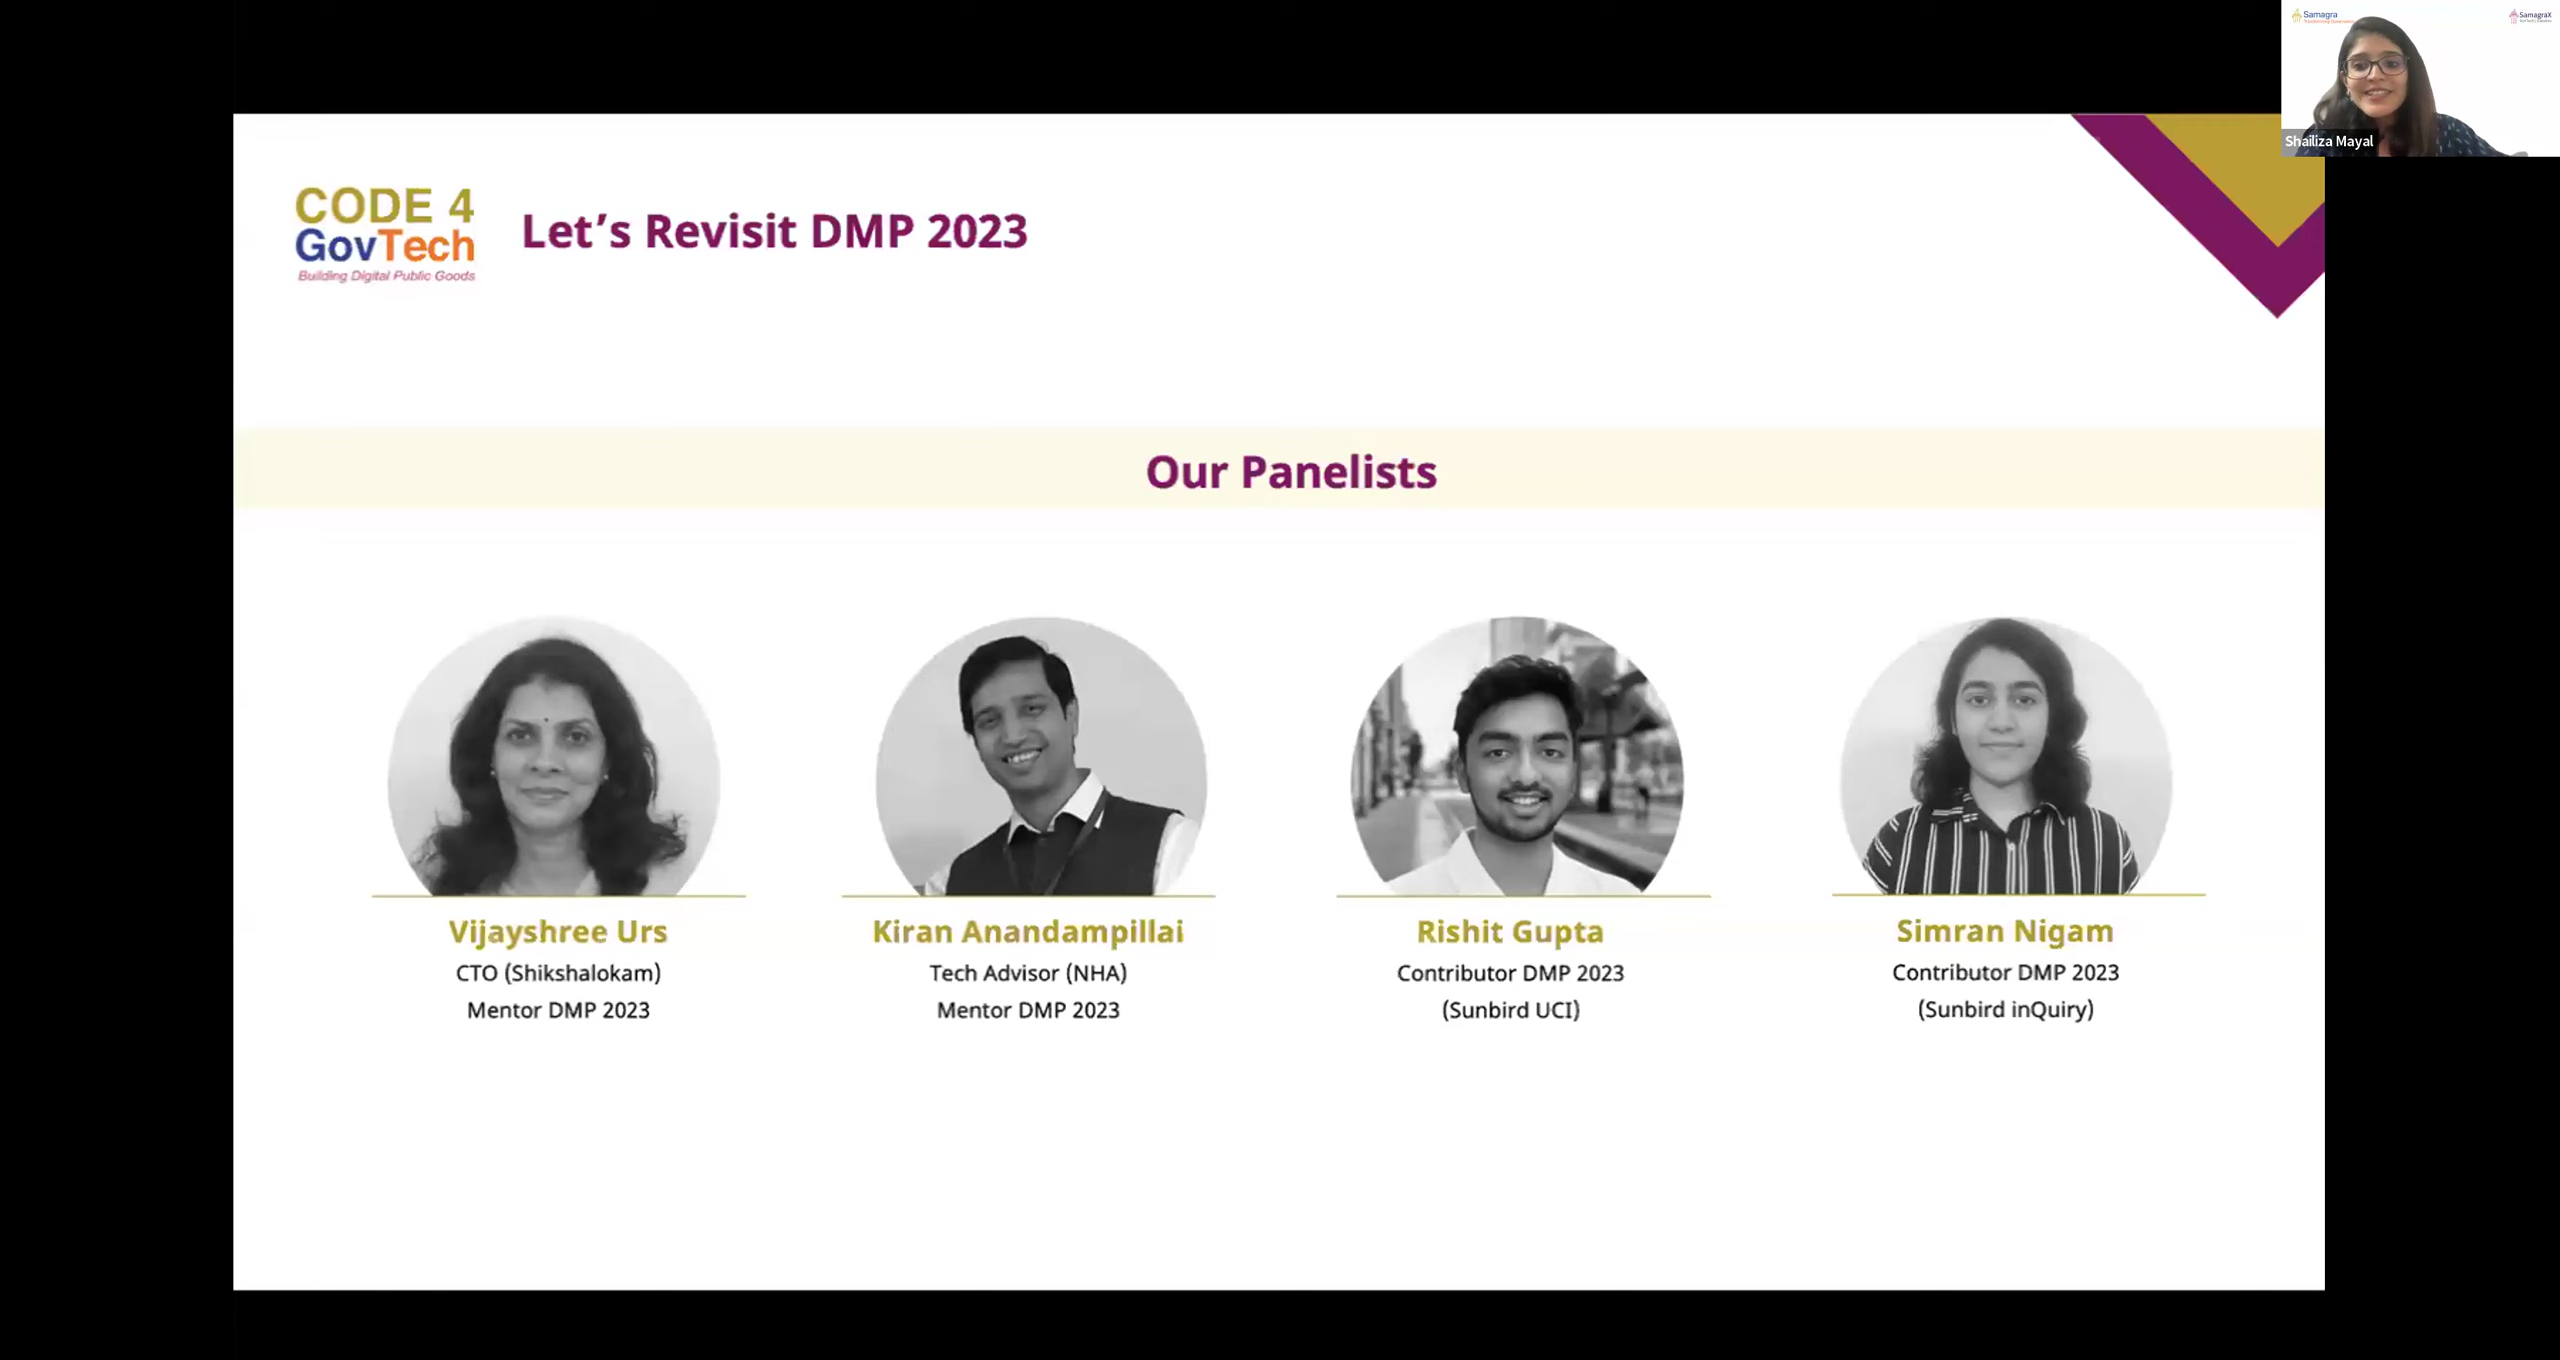 Samagra
SamagraX
Shailiza Mayal
CODE 4
GovTech
Building Digital Public Goods
Let’s Revisit DMP 2023
Our Panelists
Vijayshree Urs
CTO (Shikshalokam)
Mentor DMP 2023
Kiran Anandampillai
Tech Advisor (NHA)
Mentor DMP 2023
Rishit Gupta
Contributor DMP 2023
(Sunbird UCI)
Simran Nigam
Contributor DMP 2023
(Sunbird inQuiry)